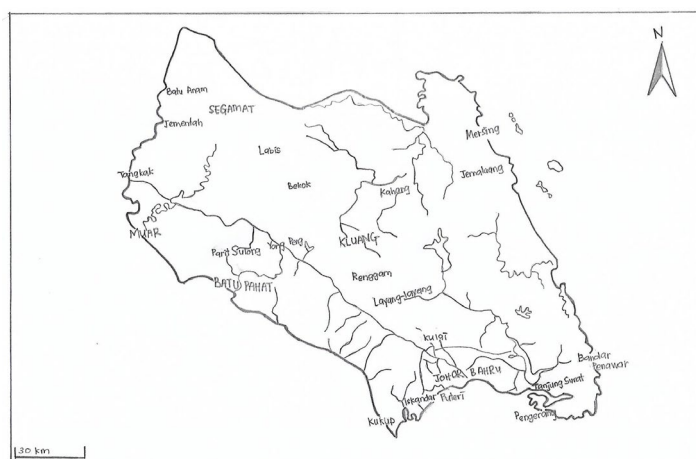 N
Batu Anam
SEGAMAT
Jementah
Mersing
Labis
Tangkak
Bekok
Kahang
Jemaluang
MUAR
Parit Sulong
Yong Peng
KLUANG
BATU PAHAT
Renggam
Layang-layang
Kulai
JOHOR BAHRU
Bandar
Penawar
Tanjung Surat
Iskandar Puteri
Kukup
Pengerang
30 km